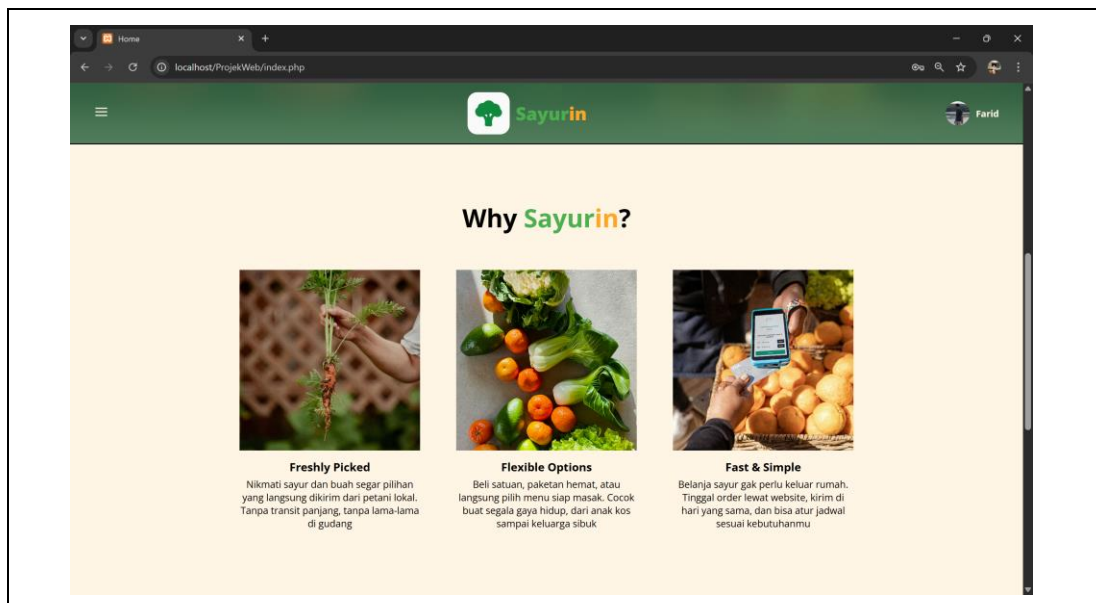 Home
localhost/ProjekWeb/index.php
Sayurin
Farid
Why Sayurin?
Freshly Picked
Nikmati sayur dan buah segar pilihan
yang langsung dikirim dari petani lokal.
Tanpa transit panjang, tanpa lama-lama
di gudang
Flexible Options
Beli satuan, paketan hemat, atau
langsung pilih menu siap masak. Cocok
buat segala gaya hidup, dari anak kos
sampai keluarga sibuk
Fast & Simple
Belanja sayur gak perlu keluar rumah.
Tinggal order lewat website, kirim di
hari yang sama, dan bisa atur jadwal
sesuai kebutuhanmu